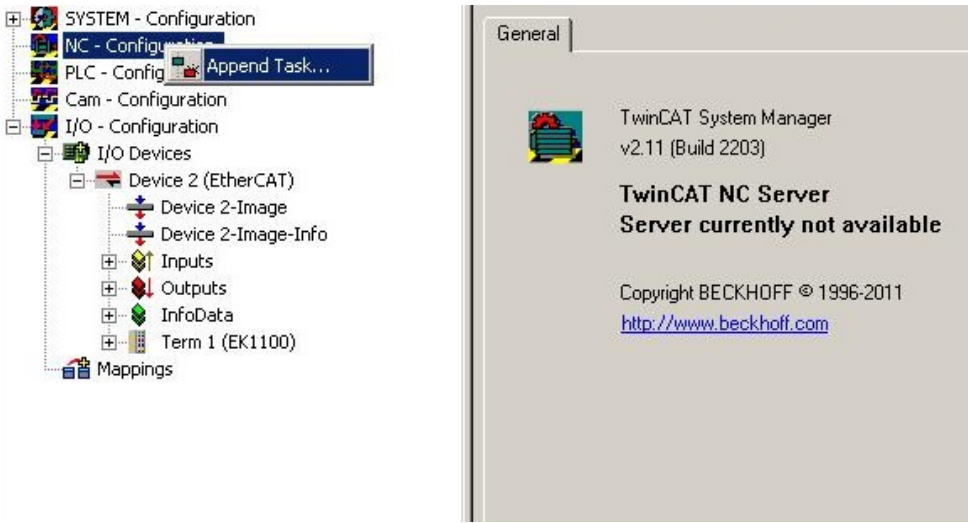 SYSTEM - Configuration
NC - Configuration
Append Task...
PLC - Config
Cam - Configuration
I/O - Configuration
I/O Devices
Device 2 (EtherCAT)
Device 2-Image
Device 2-Image-Info
Inputs
Outputs
InfoData
Term 1 (EK1100)
Mappings
General
TwinCAT System Manager
v2.11 (Build 2203)
TwinCAT NC Server
Server currently not available
Copyright BECKHOFF © 1996-2011
http://www.beckhoff.com